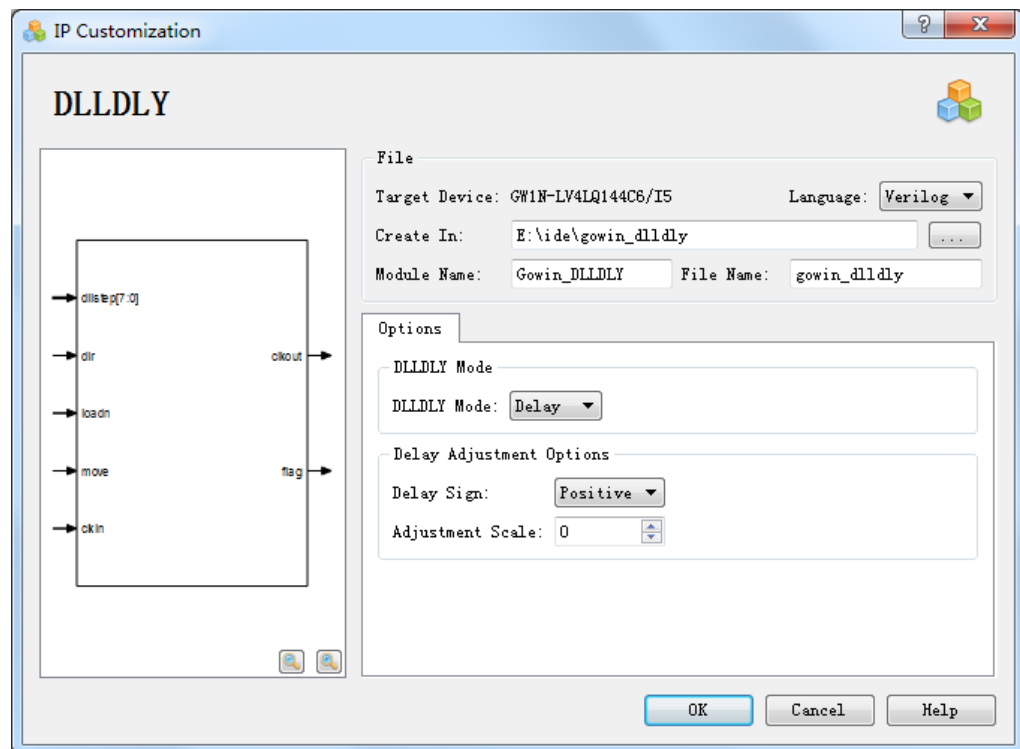 IP Customization
DLLDLY
dllstep[7:0]
dir
loadn
move
clkin
clkout
flag
File
Target Device: GW1N-LV4LQ144C6/I5 Language: Verilog
Create In: E:\ide\gowin_dlldly ...
Module Name: Gowin_DLLDLY File Name: gowin_dlldly
Options
DLLDLY Mode
DLLDLY Mode: Delay
Delay Adjustment Options
Delay Sign: Positive
Adjustment Scale: 0
OK Cancel Help